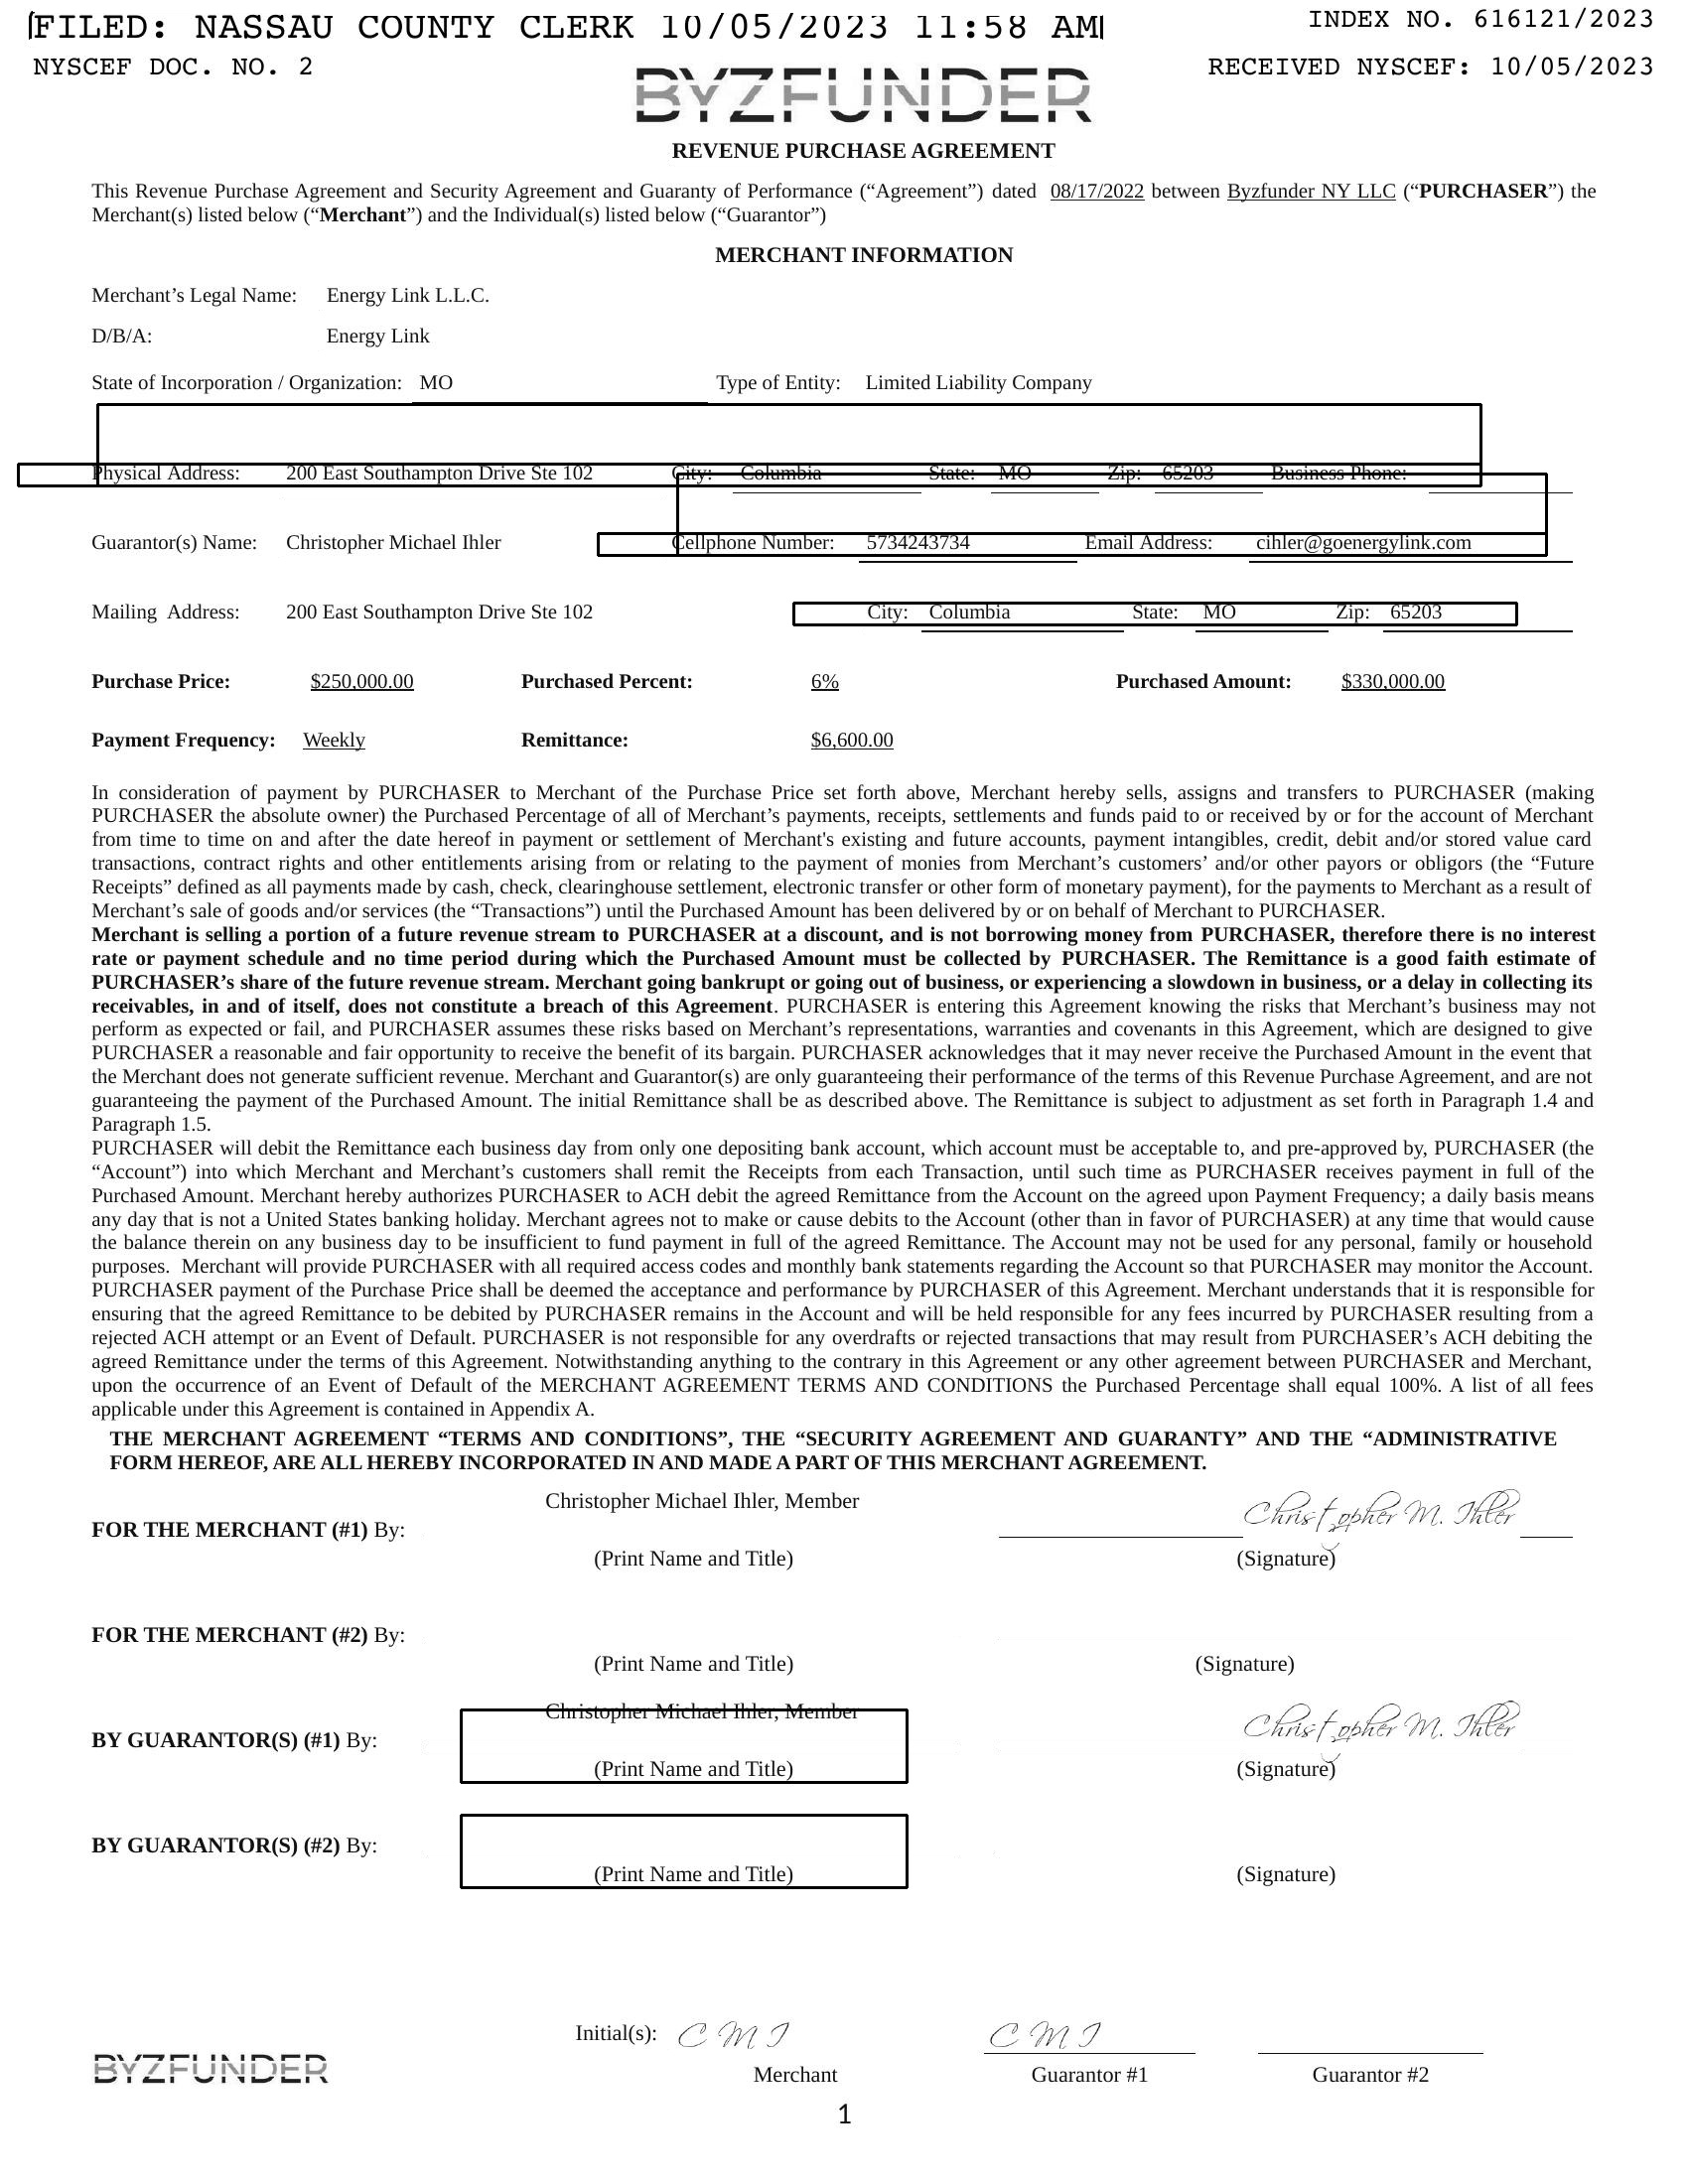 FILED: NASSAU COUNTY CLERK 10/05/2023 11:58 AM INDEX NO. 616121/2023
NYSCEF DOC. NO. 2 RECEIVED NYSCEF: 10/05/2023
BYZFUNDER
REVENUE PURCHASE AGREEMENT
This Revenue Purchase Agreement and Security Agreement and Guaranty of Performance (“Agreement”) dated 08/17/2022 between Byzfunder NY LLC (“PURCHASER”) the
Merchant(s) listed below (“Merchant”) and the Individual(s) listed below (“Guarantor”)
MERCHANT INFORMATION
Merchant’s Legal Name: Energy Link L.L.C.
D/B/A: Energy Link
State of Incorporation / Organization: MO Type of Entity: Limited Liability Company
Physical Address: 200 East Southampton Drive Ste 102 City: Columbia State: MO Zip: 65203 Business Phone:
Guarantor(s) Name: Christopher Michael Ihler Cellphone Number: 5734243734 Email Address: cihler@goenergylink.com
Mailing Address: 200 East Southampton Drive Ste 102 City: Columbia State: MO Zip: 65203
Purchase Price: $250,000.00 Purchased Percent: 6% Purchased Amount: $330,000.00
Payment Frequency: Weekly Remittance: $6,600.00
In consideration of payment by PURCHASER to Merchant of the Purchase Price set forth above, Merchant hereby sells, assigns and transfers to PURCHASER (making
PURCHASER the absolute owner) the Purchased Percentage of all of Merchant’s payments, receipts, settlements and funds paid to or received by or for the account of Merchant
from time to time on and after the date hereof in payment or settlement of Merchant's existing and future accounts, payment intangibles, credit, debit and/or stored value card
transactions, contract rights and other entitlements arising from or relating to the payment of monies from Merchant’s customers’ and/or other payors or obligors (the “Future
Receipts” defined as all payments made by cash, check, clearinghouse settlement, electronic transfer or other form of monetary payment), for the payments to Merchant as a result of
Merchant’s sale of goods and/or services (the “Transactions”) until the Purchased Amount has been delivered by or on behalf of Merchant to PURCHASER.
Merchant is selling a portion of a future revenue stream to PURCHASER at a discount, and is not borrowing money from PURCHASER, therefore there is no interest
rate or payment schedule and no time period during which the Purchased Amount must be collected by PURCHASER. The Remittance is a good faith estimate of
PURCHASER’s share of the future revenue stream. Merchant going bankrupt or going out of business, or experiencing a slowdown in business, or a delay in collecting its
receivables, in and of itself, does not constitute a breach of this Agreement. PURCHASER is entering this Agreement knowing the risks that Merchant’s business may not
perform as expected or fail, and PURCHASER assumes these risks based on Merchant’s representations, warranties and covenants in this Agreement, which are designed to give
PURCHASER a reasonable and fair opportunity to receive the benefit of its bargain. PURCHASER acknowledges that it may never receive the Purchased Amount in the event that
the Merchant does not generate sufficient revenue. Merchant and Guarantor(s) are only guaranteeing their performance of the terms of this Revenue Purchase Agreement, and are not
guaranteeing the payment of the Purchased Amount. The initial Remittance shall be as described above. The Remittance is subject to adjustment as set forth in Paragraph 1.4 and
Paragraph 1.5.
PURCHASER will debit the Remittance each business day from only one depositing bank account, which account must be acceptable to, and pre-approved by, PURCHASER (the
“Account”) into which Merchant and Merchant’s customers shall remit the Receipts from each Transaction, until such time as PURCHASER receives payment in full of the
Purchased Amount. Merchant hereby authorizes PURCHASER to ACH debit the agreed Remittance from the Account on the agreed upon Payment Frequency; a daily basis means
any day that is not a United States banking holiday. Merchant agrees not to make or cause debits to the Account (other than in favor of PURCHASER) at any time that would cause
the balance therein on any business day to be insufficient to fund payment in full of the agreed Remittance. The Account may not be used for any personal, family or household
purposes. Merchant will provide PURCHASER with all required access codes and monthly bank statements regarding the Account so that PURCHASER may monitor the Account.
PURCHASER payment of the Purchase Price shall be deemed the acceptance and performance by PURCHASER of this Agreement. Merchant understands that it is responsible for
ensuring that the agreed Remittance to be debited by PURCHASER remains in the Account and will be held responsible for any fees incurred by PURCHASER resulting from a
rejected ACH attempt or an Event of Default. PURCHASER is not responsible for any overdrafts or rejected transactions that may result from PURCHASER’s ACH debiting the
agreed Remittance under the terms of this Agreement. Notwithstanding anything to the contrary in this Agreement or any other agreement between PURCHASER and Merchant,
upon the occurrence of an Event of Default of the MERCHANT AGREEMENT TERMS AND CONDITIONS the Purchased Percentage shall equal 100%. A list of all fees
applicable under this Agreement is contained in Appendix A.
THE MERCHANT AGREEMENT “TERMS AND CONDITIONS”, THE “SECURITY AGREEMENT AND GUARANTY” AND THE “ADMINISTRATIVE
FORM HEREOF, ARE ALL HEREBY INCORPORATED IN AND MADE A PART OF THIS MERCHANT AGREEMENT.
Christopher Michael Ihler, Member Christopher M. Ihler
FOR THE MERCHANT (#1) By:
(Print Name and Title) (Signature)
FOR THE MERCHANT (#2) By:
(Print Name and Title) (Signature)
Christopher Michael Ihler, Member Christopher M. Ihler
BY GUARANTOR(S) (#1) By:
(Print Name and Title) (Signature)
BY GUARANTOR(S) (#2) By:
(Print Name and Title) (Signature)
Initial(s): C M I C M I
BYZFUNDER
Merchant Guarantor #1 Guarantor #2
1